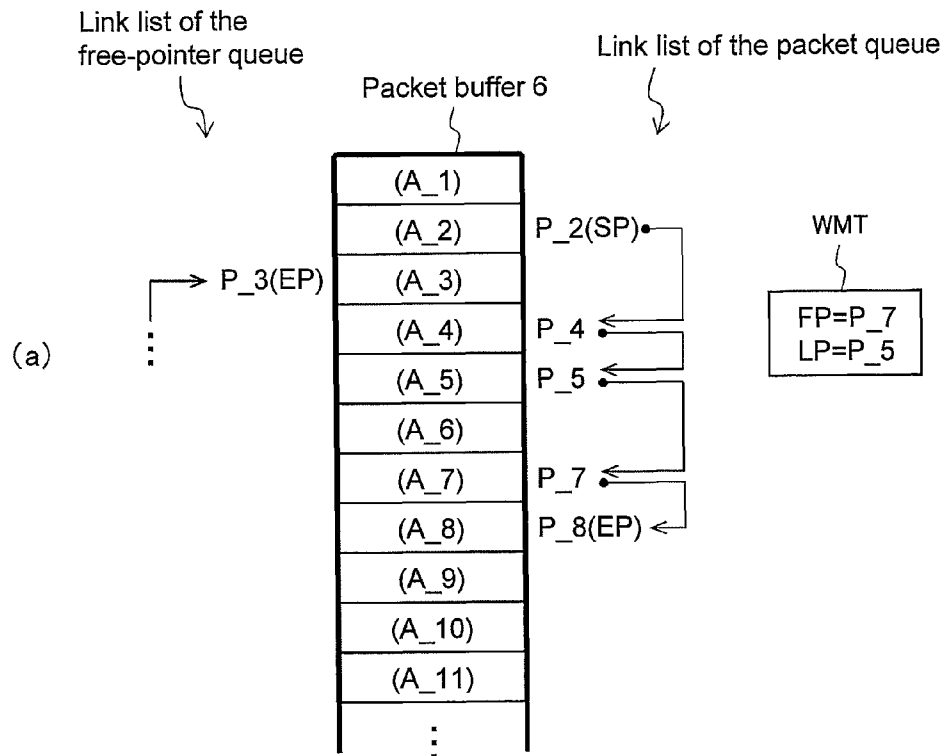 Link list of the
free-pointer queue
Link list of the packet queue
Packet buffer 6
(A_1)
(A_2)
P_2(SP)
WMT
P_3(EP)
(A_3)
FP=P_7
LP=P_5
(a)
(A_4)
P_4
(A_5)
P_5
(A_6)
(A_7)
P_7
(A_8)
P_8(EP)
(A_9)
(A_10)
(A_11)